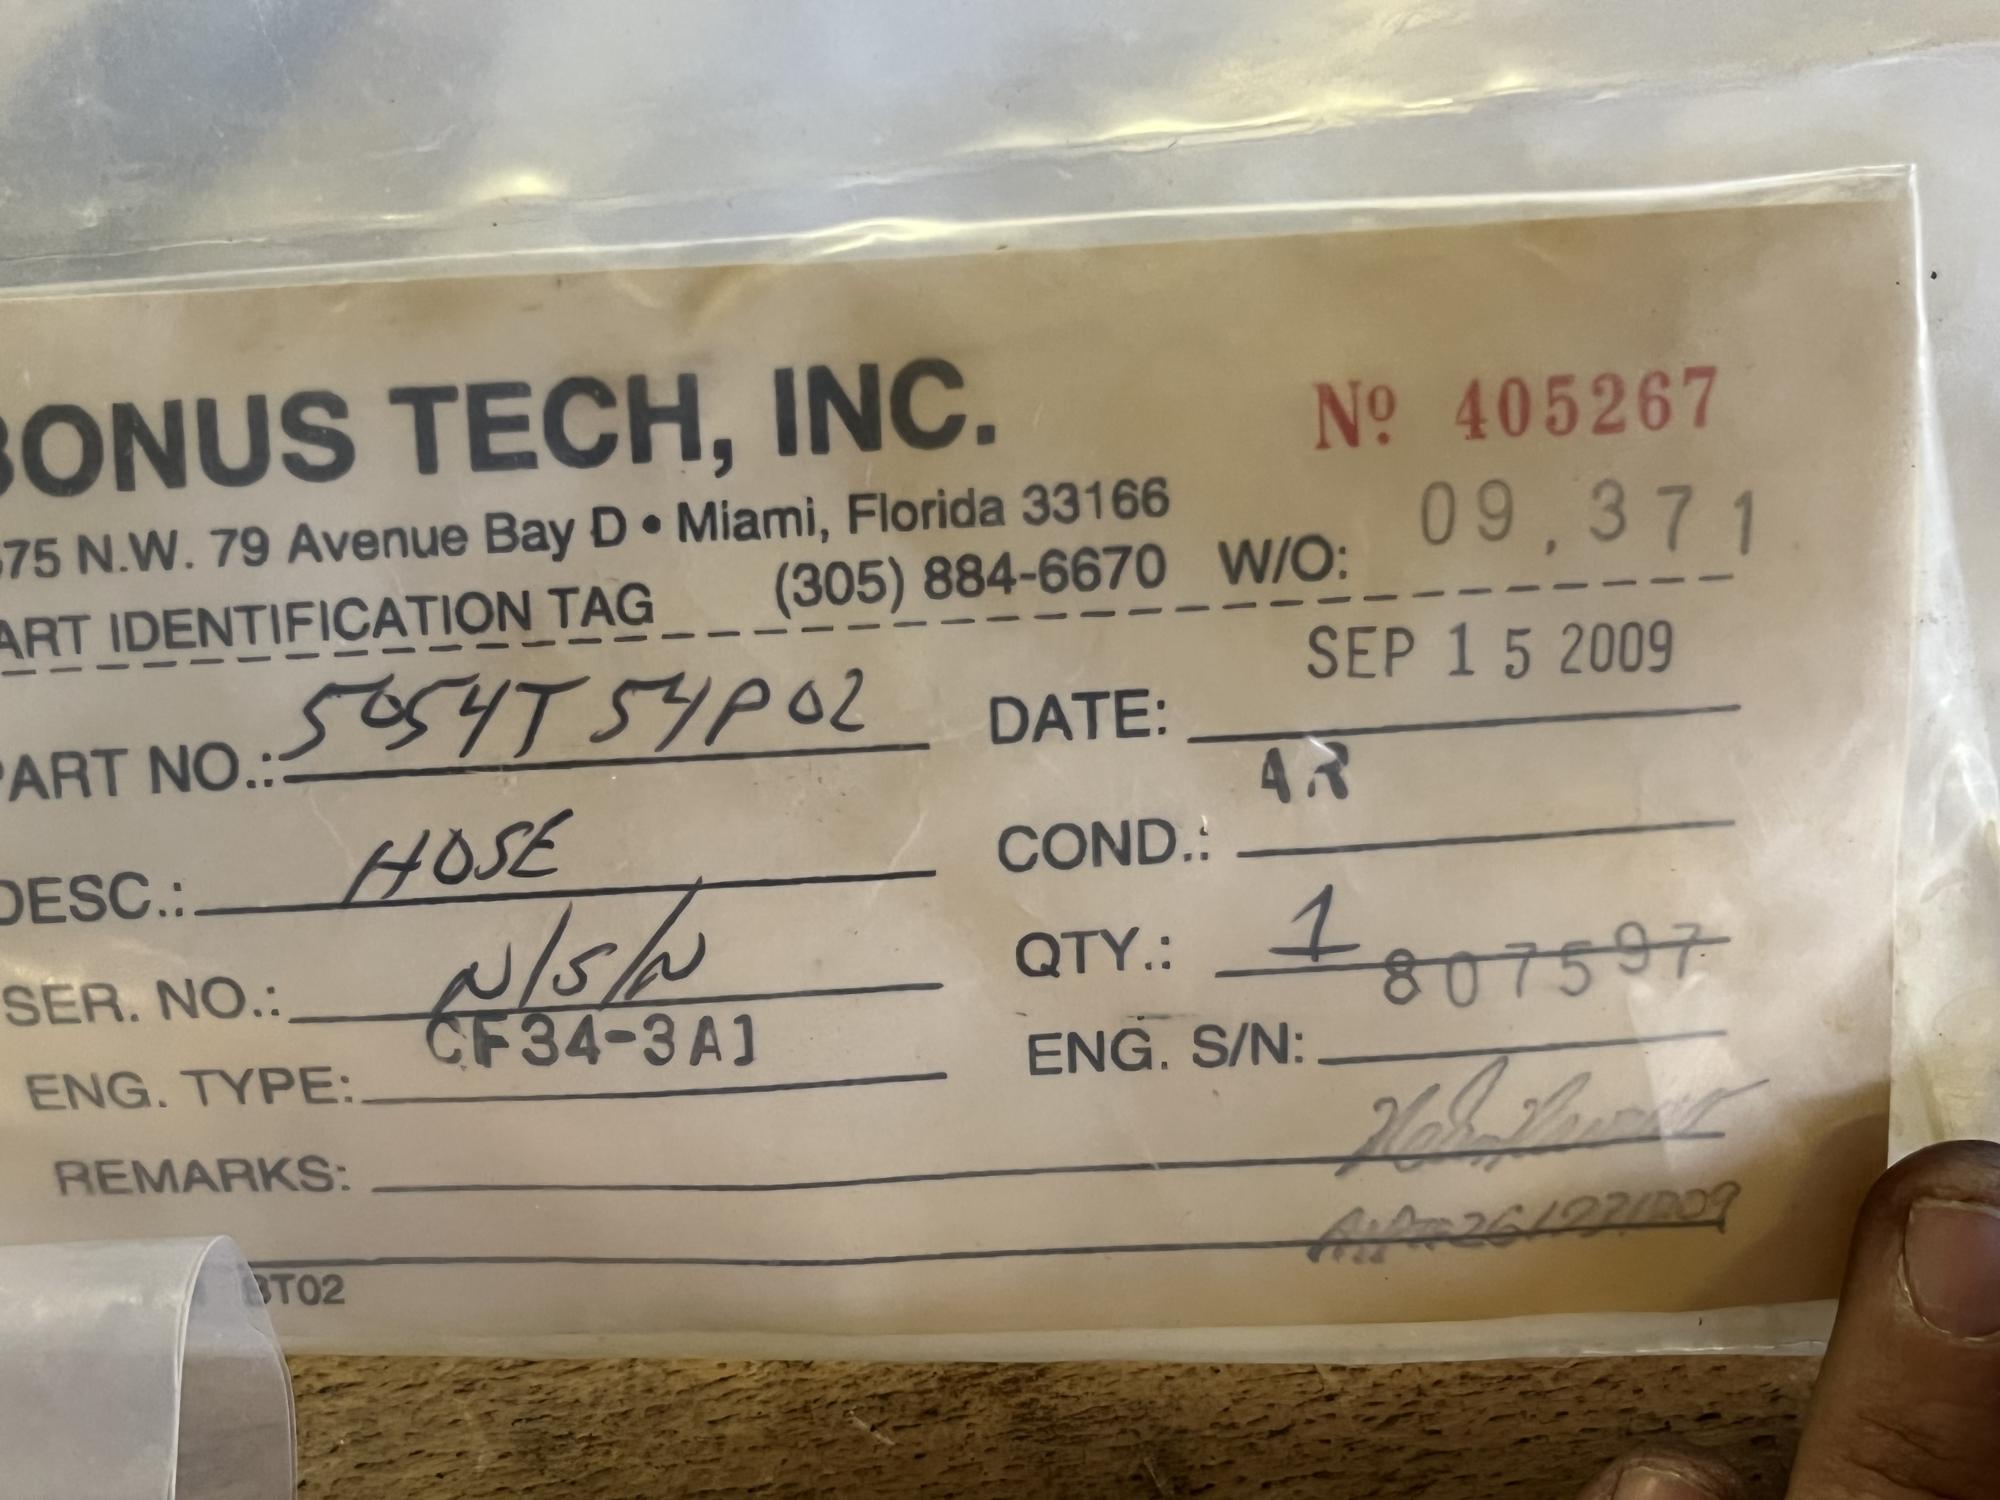 BONUS TECH, INC.
Nº 405267
75 N.W. 79 Avenue Bay D • Miami, Florida 33166
ART IDENTIFICATION TAG (305) 884-6670 W/O: 09,371
PART NO.: 5054T54P02 DATE: SEP 15 2009
DESC.: HOSE COND.: AR
SER. NO.: N/S/N QTY.: 1
ENG. TYPE: CF34-3A1 ENG. S/N: 807597
REMARKS:
BT02